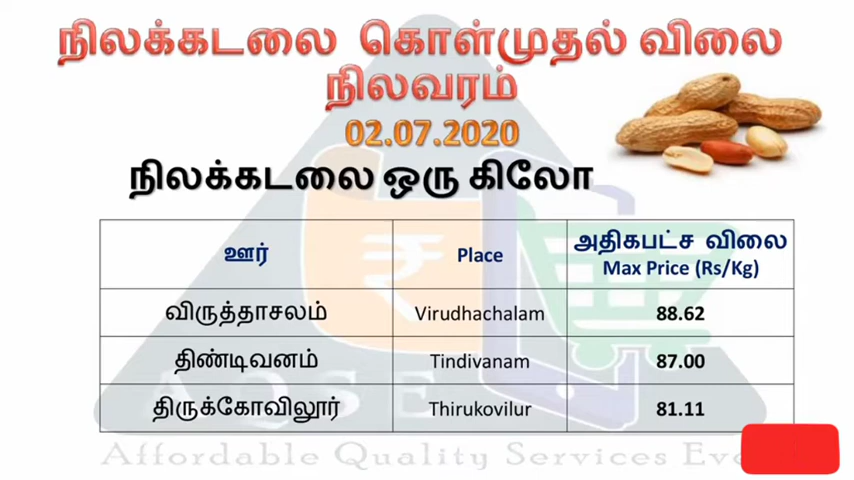 நிலக்கடலை கொள்முதல் விலை
நிலவரம்
02.07.2020
நிலக்கடலை ஒரு கிலோ
ஊர் Place அதிகபட்ச விலை
Max Price (Rs/Kg)
விருத்தாசலம் Virudhachalam 88.62
திண்டிவனம் Tindivanam 87.00
திருக்கோவிலூர் Thirukovilur 81.11
AQSE
Affordable Quality Services